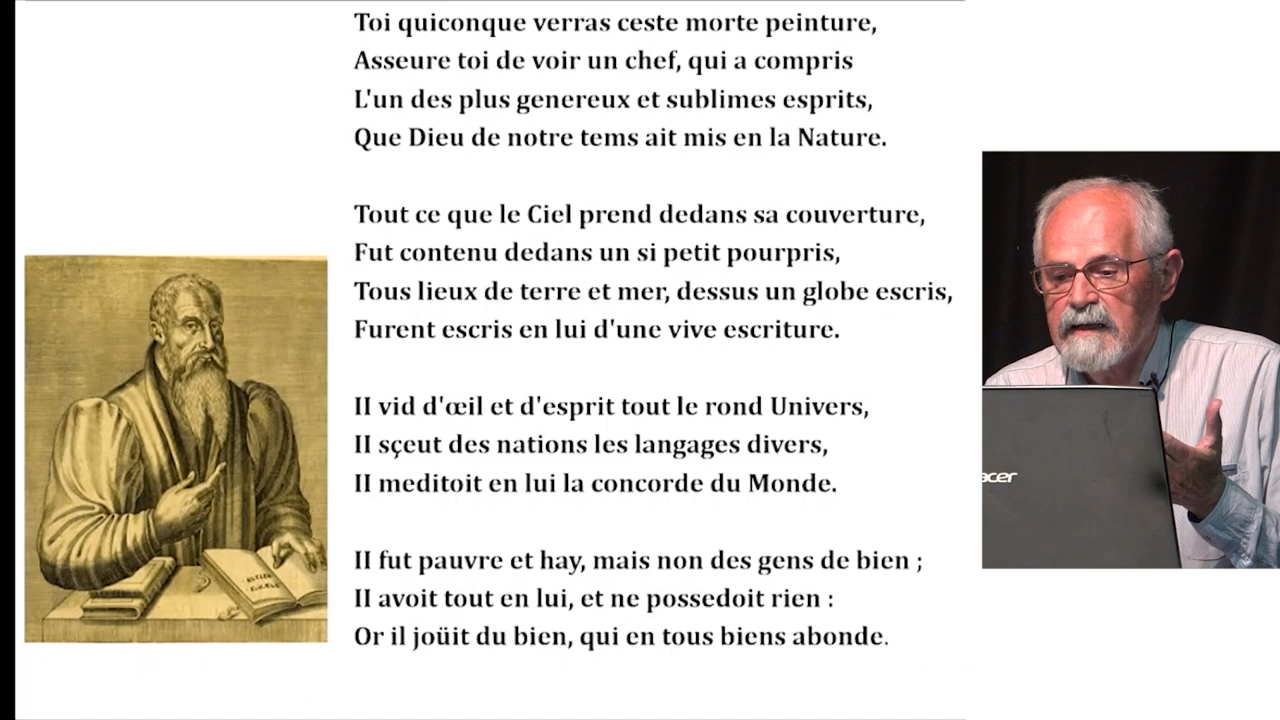 Toi quiconque verras ceste morte peinture,
Asseure toi de voir un chef, qui a compris
L'un des plus genereux et sublimes esprits,
Que Dieu de notre tems ait mis en la Nature.
Tout ce que le Ciel prend dedans sa couverture,
Fut contenu dedans un si petit pourpris,
Tous lieux de terre et mer, dessus un globe escris,
Furent escris en lui d'une vive escriture.
II vid d'œil et d'esprit tout le rond Univers,
II sçeut des nations les langages divers,
II meditoit en lui la concorde du Monde.
II fut pauvre et hay, mais non des gens de bien ;
II avoit tout en lui, et ne possedoit rien :
Or il joüit du bien, qui en tous biens abonde.
acer